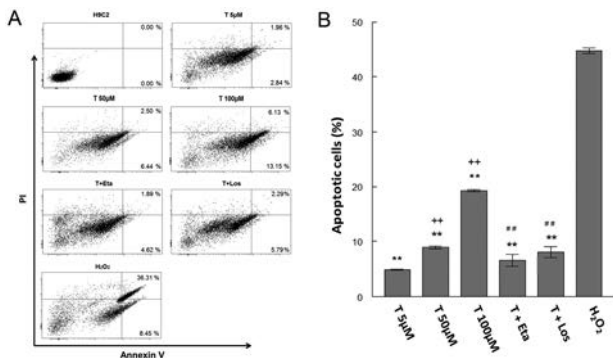 A
H9C2
0.00 %
0.00 %
T 5μM
1.96 %
2.84 %
T 50μM
2.50 %
6.44 %
T 100μM
6.13 %
13.15 %
T+Eta
1.89 %
4.62 %
T+Los
2.29%
5.79 %
H₂O₂
36.31 %
8.45 %
PI
Annexin V
B
Apoptotic cells (%)
50
40
30
20
10
0
**
++
**
++
**
##
**
##
**
T 5μM
T 50μM
T 100μM
T + Eta
T + Los
H₂O₂